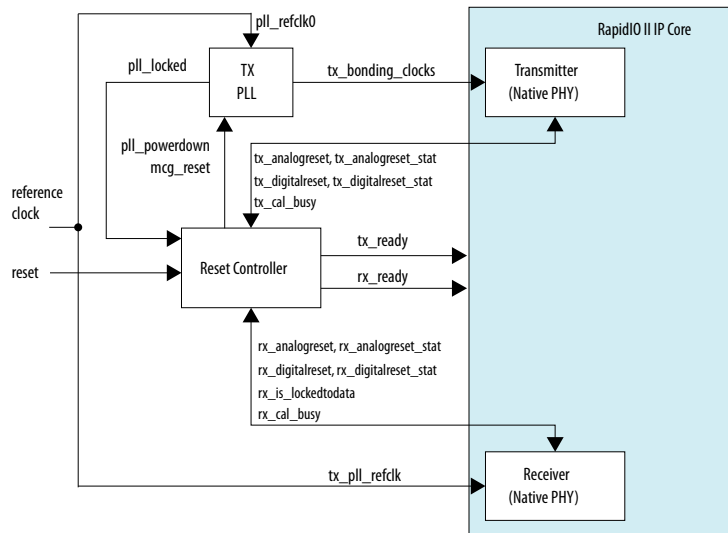 pll_refclk0
RapidIO II IP Core
pll_locked
TX
PLL
tx_bonding_clocks
Transmitter
(Native PHY)
pll_powerdown
mcg_reset
tx_analogreset, tx_analogreset_stat
tx_digitalreset, tx_digitalreset_stat
tx_cal_busy
reference
clock
reset
Reset Controller
tx_ready
rx_ready
rx_analogreset, rx_analogreset_stat
rx_digitalreset, rx_digitalreset_stat
rx_is_lockedtodata
rx_cal_busy
tx_pll_refclk
Receiver
(Native PHY)